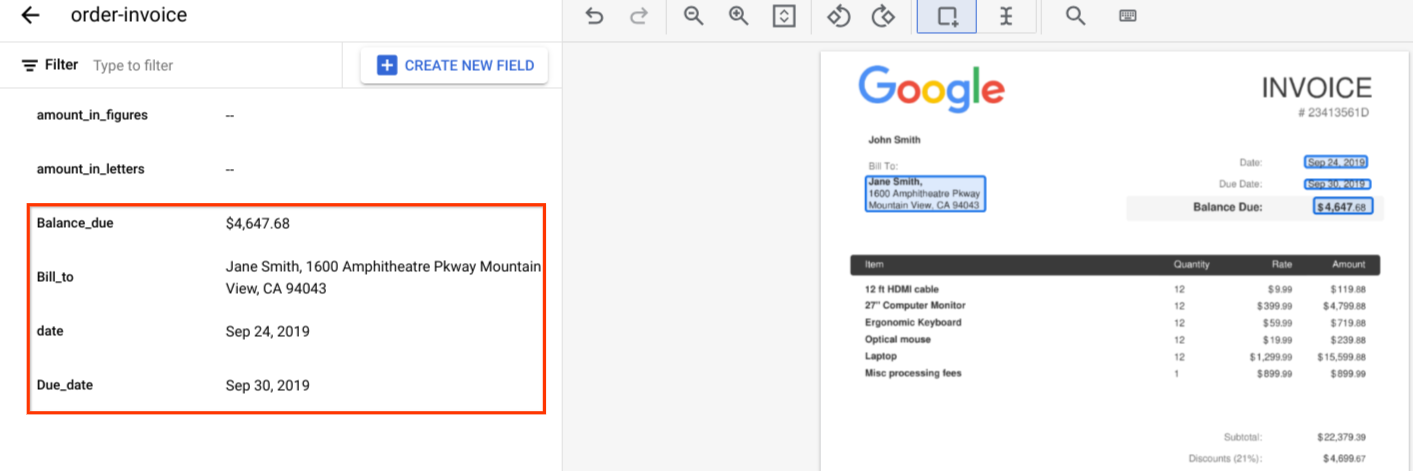 order-invoice
Filter Type to filter
CREATE NEW FIELD
amount_in_figures --
amount_in_letters --
Balance_due $4,647.68
Bill_to Jane Smith, 1600 Amphitheatre Pkway Mountain
View, CA 94043
date Sep 24, 2019
Due_date Sep 30, 2019
Google
INVOICE
# 23413561D
John Smith
Bill To:
Jane Smith,
1600 Amphitheatre Pkway
Mountain View, CA 94043
Date: Sep 24, 2019
Due Date: Sep 30, 2019
Balance Due: $4,647.68
Item Quantity Rate Amount
12 ft HDMI cable 12 $9.99 $119.88
27" Computer Monitor 12 $399.99 $4,799.88
Ergonomic Keyboard 12 $59.99 $719.88
Optical mouse 12 $19.99 $239.88
Laptop 12 $1,299.99 $15,599.88
Misc processing fees 1 $899.99 $899.99
Subtotal: $22,379.39
Discounts (21%): $4,699.67